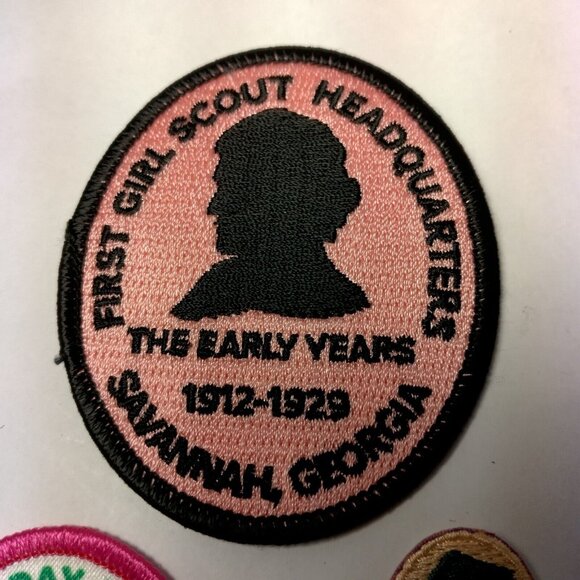 FIRST GIRL SCOUT HEADQUARTERS
THE EARLY YEARS
1912-1929
SAVANNAH, GEORGIA